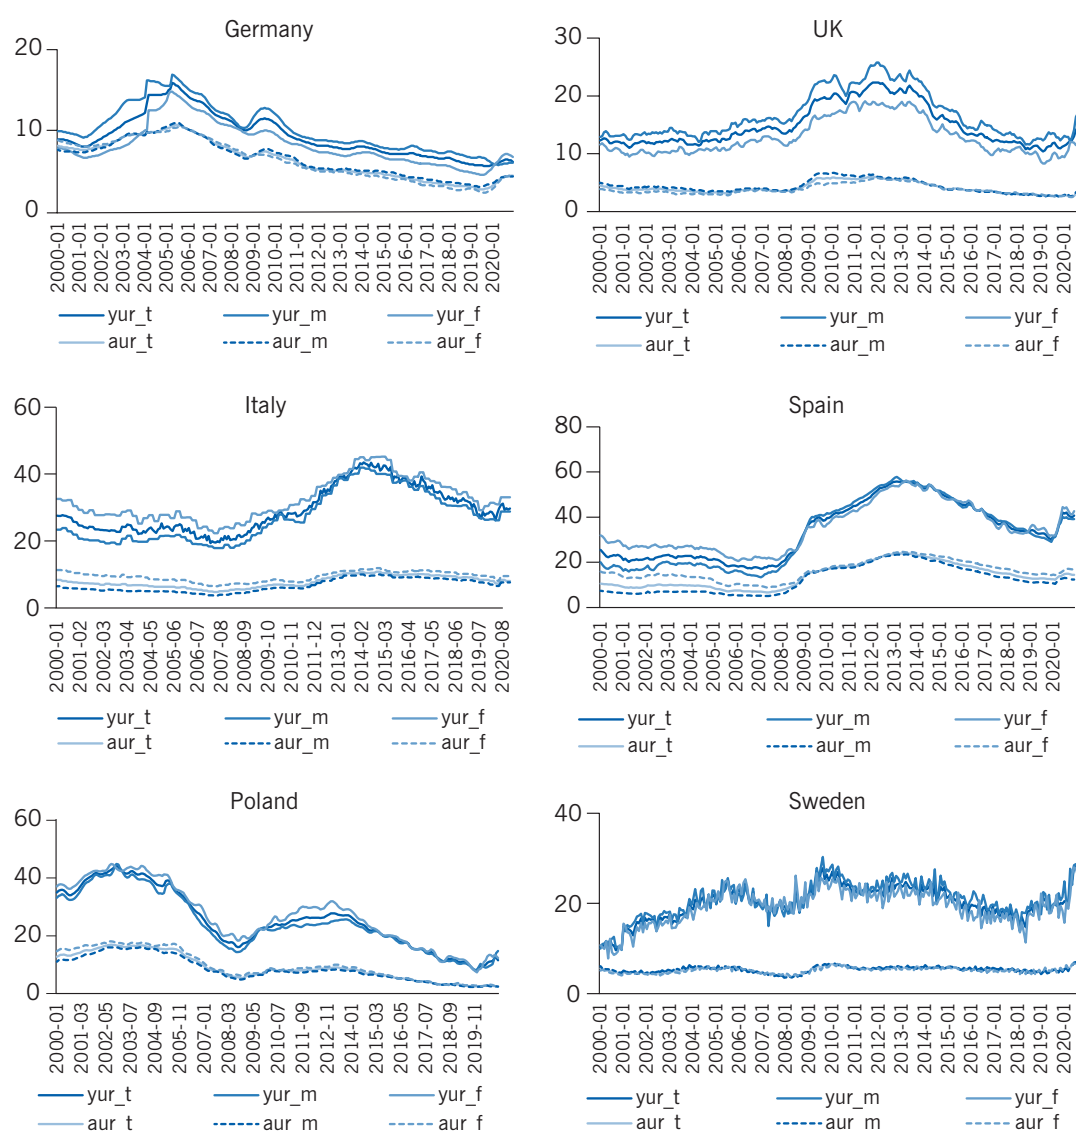 Germany
20
10
0
2000-01 2001-01 2002-01 2003-01 2004-01 2005-01 2006-01 2007-01 2008-01 2009-01 2010-01 2011-01 2012-01 2013-01 2014-01 2015-01 2016-01 2017-01 2018-01 2019-01 2020-01
yur_t yur_m yur_f
aur_t aur_m aur_f
UK
30
20
10
0
2000-01 2001-01 2002-01 2003-01 2004-01 2005-01 2006-01 2007-01 2008-01 2009-01 2010-01 2011-01 2012-01 2013-01 2014-01 2015-01 2016-01 2017-01 2018-01 2019-01 2020-01
yur_t yur_m yur_f
aur_t aur_m aur_f
Italy
60
40
20
0
2000-01 2001-02 2002-03 2003-04 2004-05 2005-06 2006-07 2007-08 2008-09 2009-10 2010-11 2011-12 2013-01 2014-02 2015-03 2016-04 2017-05 2018-06 2019-07 2020-08
yur_t yur_m yur_f
aur_t aur_m aur_f
Spain
80
60
40
20
0
2000-01 2001-01 2002-01 2003-01 2004-01 2005-01 2006-01 2007-01 2008-01 2009-01 2010-01 2011-01 2012-01 2013-01 2014-01 2015-01 2016-01 2017-01 2018-01 2019-01 2020-01
yur_t yur_m yur_f
aur_t aur_m aur_f
Poland
60
40
20
0
2000-01 2001-03 2002-05 2003-07 2004-09 2005-11 2007-01 2008-03 2009-05 2010-07 2011-09 2012-11 2014-01 2015-03 2016-05 2017-07 2018-09 2019-11
yur_t yur_m yur_f
aur_t aur_m aur_f
Sweden
40
20
0
2000-01 2001-01 2002-01 2003-01 2004-01 2005-01 2006-01 2007-01 2008-01 2009-01 2010-01 2011-01 2012-01 2013-01 2014-01 2015-01 2016-01 2017-01 2018-01 2019-01 2020-01
yur_t yur_m yur_f
aur_t aur_m aur_f